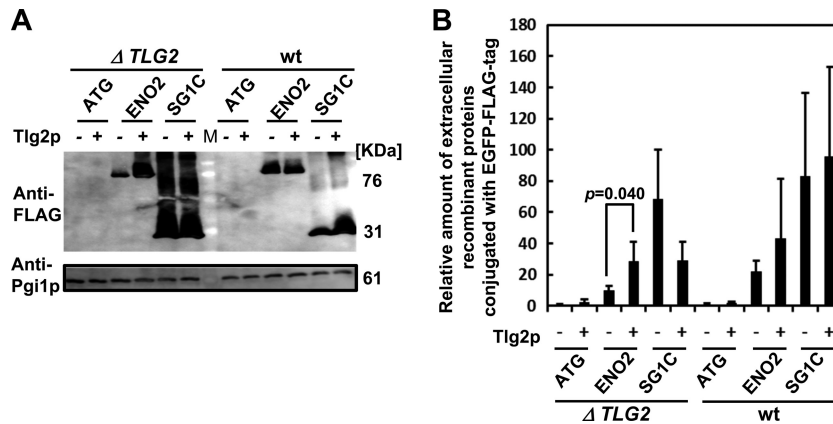 A
Δ TLG2 wt
ATG ENO2 SG1C ATG ENO2 SG1C
Tlg2p - + - + - + M - + - + - +
[KDa]
Anti-
FLAG
76
31
Anti-
Pgi1p
61
B
Relative amount of extracellular
recombinant proteins
conjugated with EGFP-FLAG-tag
180
160
140
120
100
80
60
40
20
0
p=0.040
Tlg2p - + - + - + - + - + - +
ATG ENO2 SG1C ATG ENO2 SG1C
Δ TLG2 wt